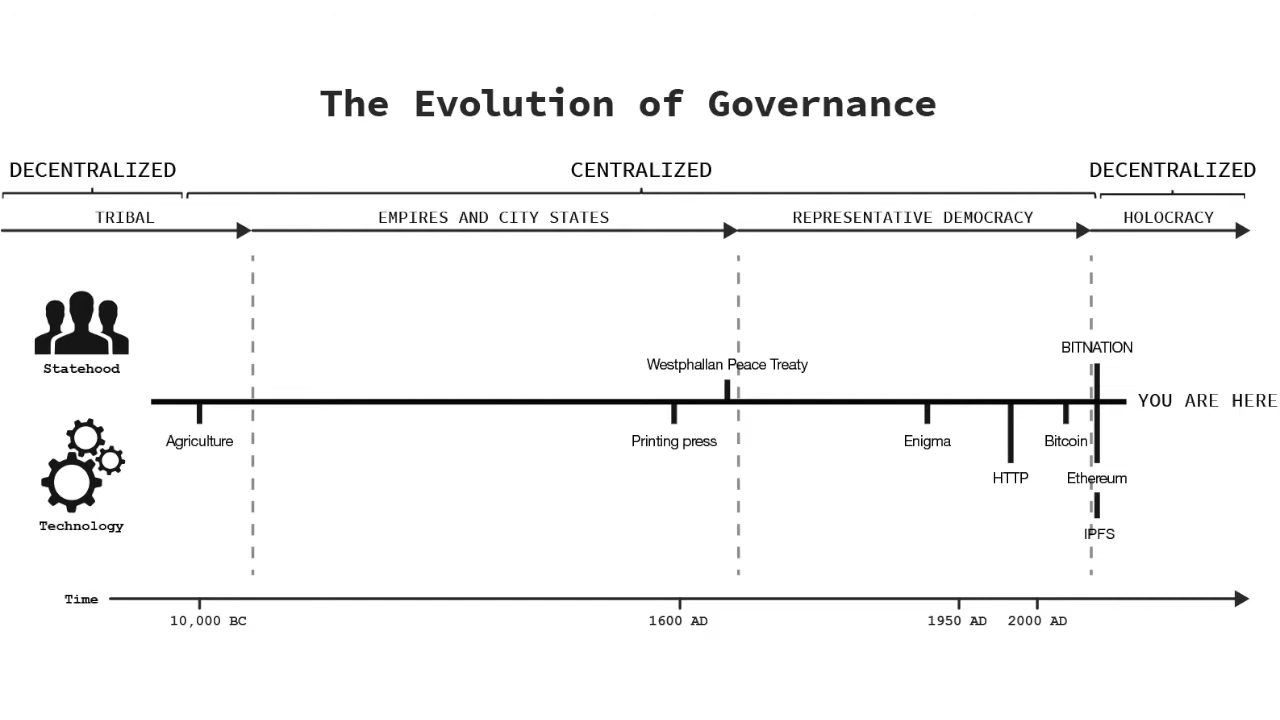 The Evolution of Governance
DECENTRALIZED
CENTRALIZED
DECENTRALIZED
TRIBAL
EMPIRES AND CITY STATES
REPRESENTATIVE DEMOCRACY
HOLOCRACY
BITNATION
Westphallan Peace Treaty
Statehood
YOU ARE HERE
Agriculture
Printing press
Enigma
Bitcoin
HTTP
Ethereum
Technology
IPFS
Time
10,000 BC
1600 AD
1950 AD
2000 AD